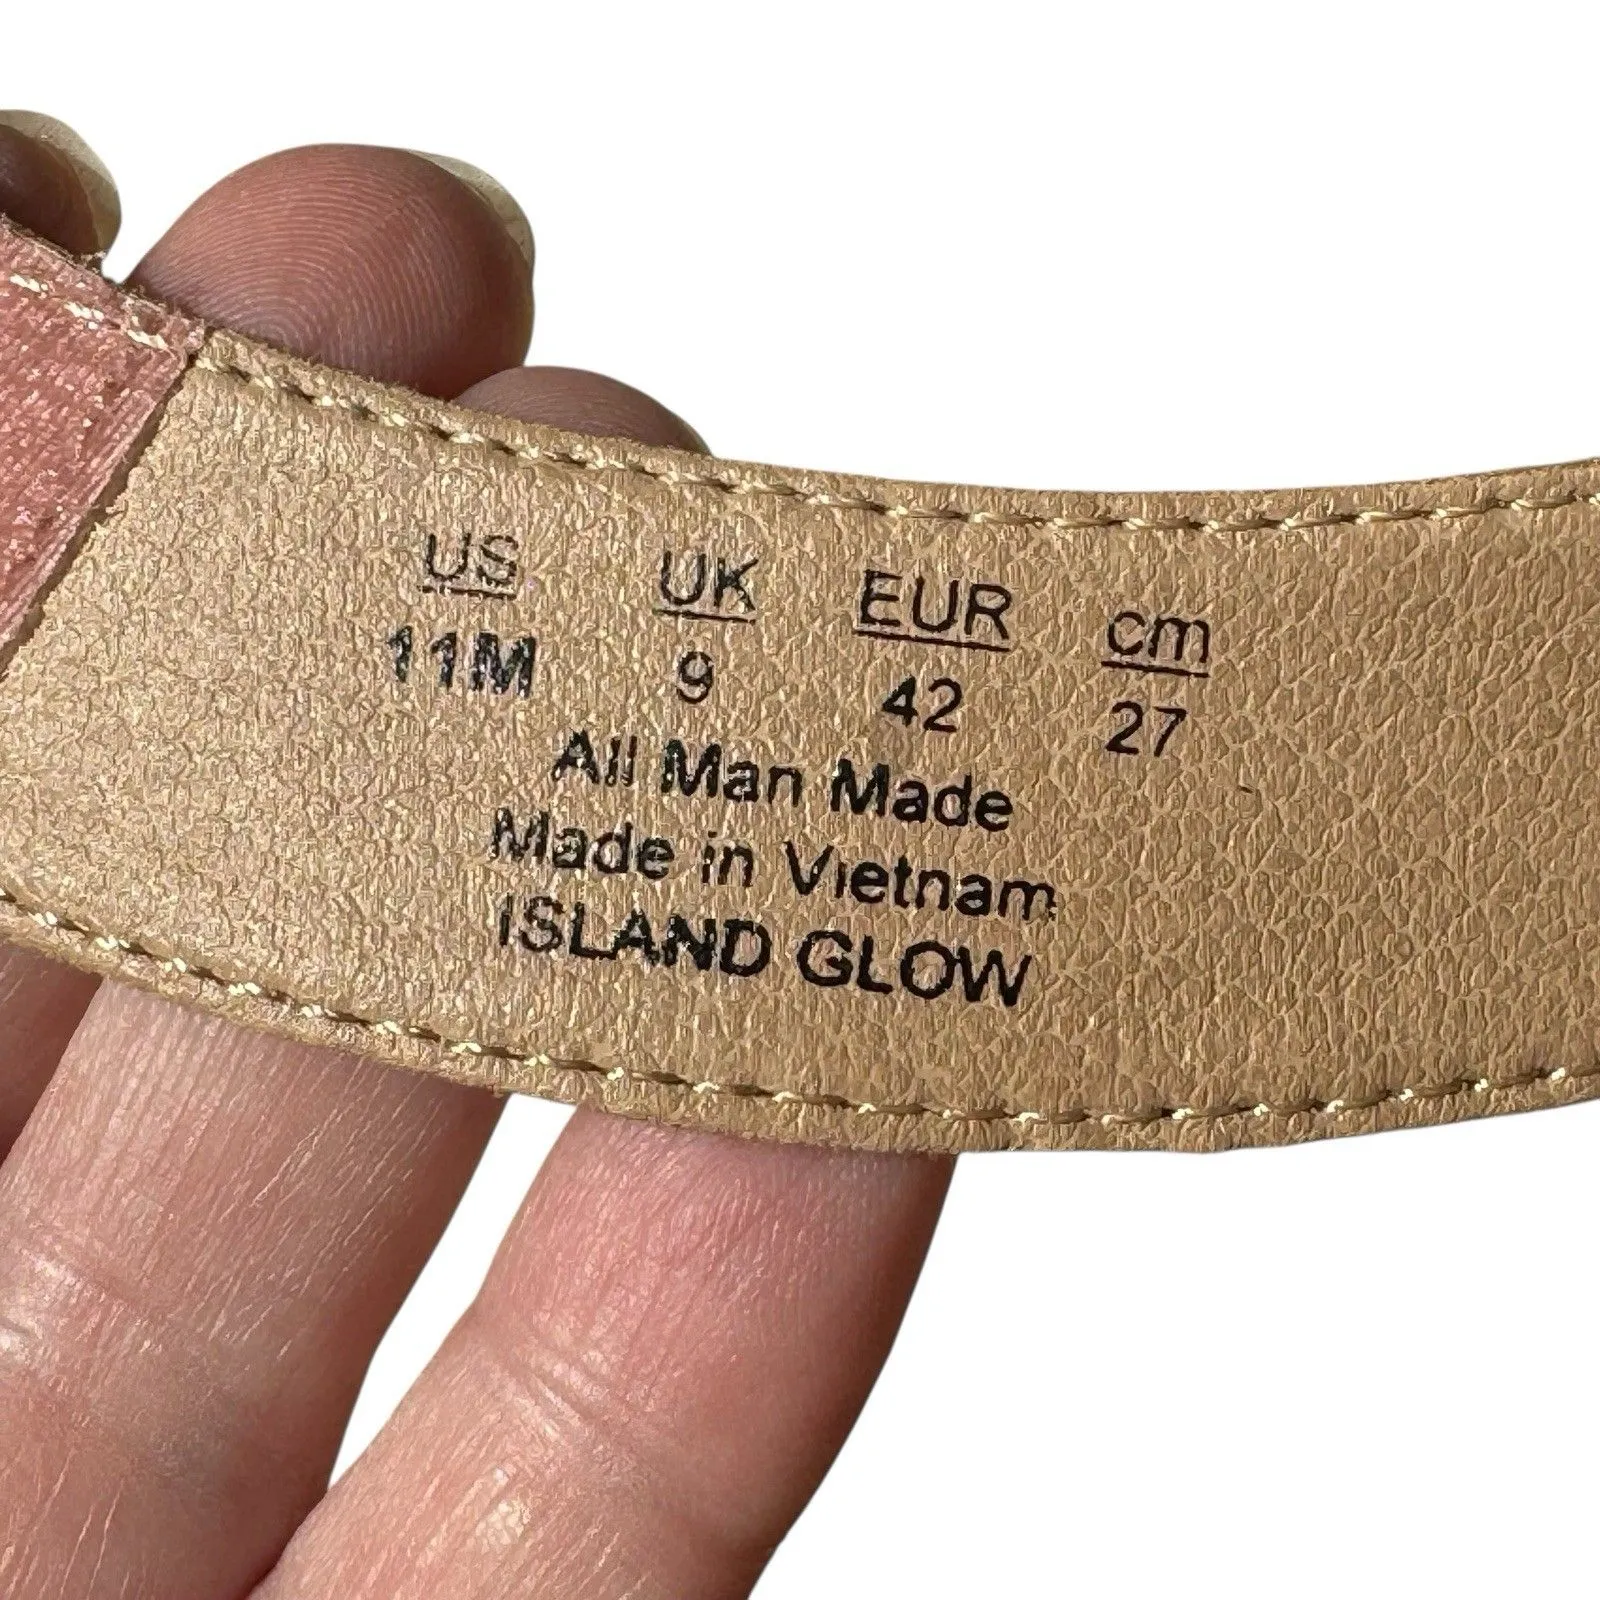 US UK EUR cm
11M 9 42 27
All Man Made
Made in Vietnam
ISLAND GLOW